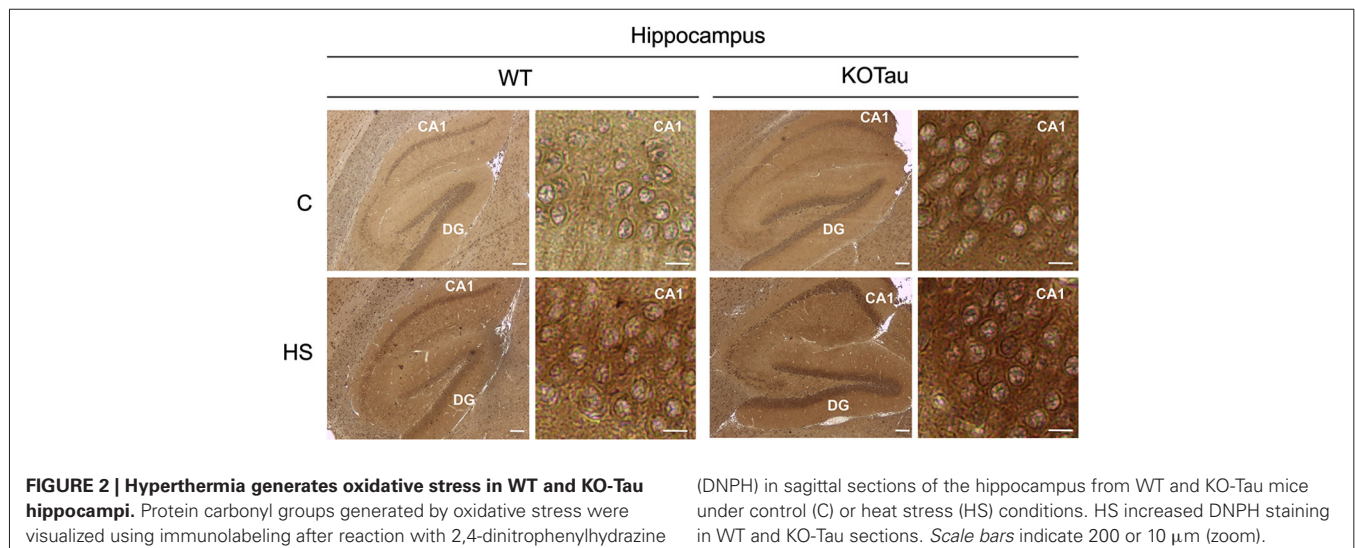 Hippocampus
WT
KOTau
CA1
DG
CA1
CA1
DG
CA1
C
CA1
DG
CA1
CA1
DG
CA1
HS
FIGURE 2 | Hyperthermia generates oxidative stress in WT and KO-Tau
hippocampi. Protein carbonyl groups generated by oxidative stress were
visualized using immunolabeling after reaction with 2,4-dinitrophenylhydrazine
(DNPH) in sagittal sections of the hippocampus from WT and KO-Tau mice
under control (C) or heat stress (HS) conditions. HS increased DNPH staining
in WT and KO-Tau sections. Scale bars indicate 200 or 10 μm (zoom).